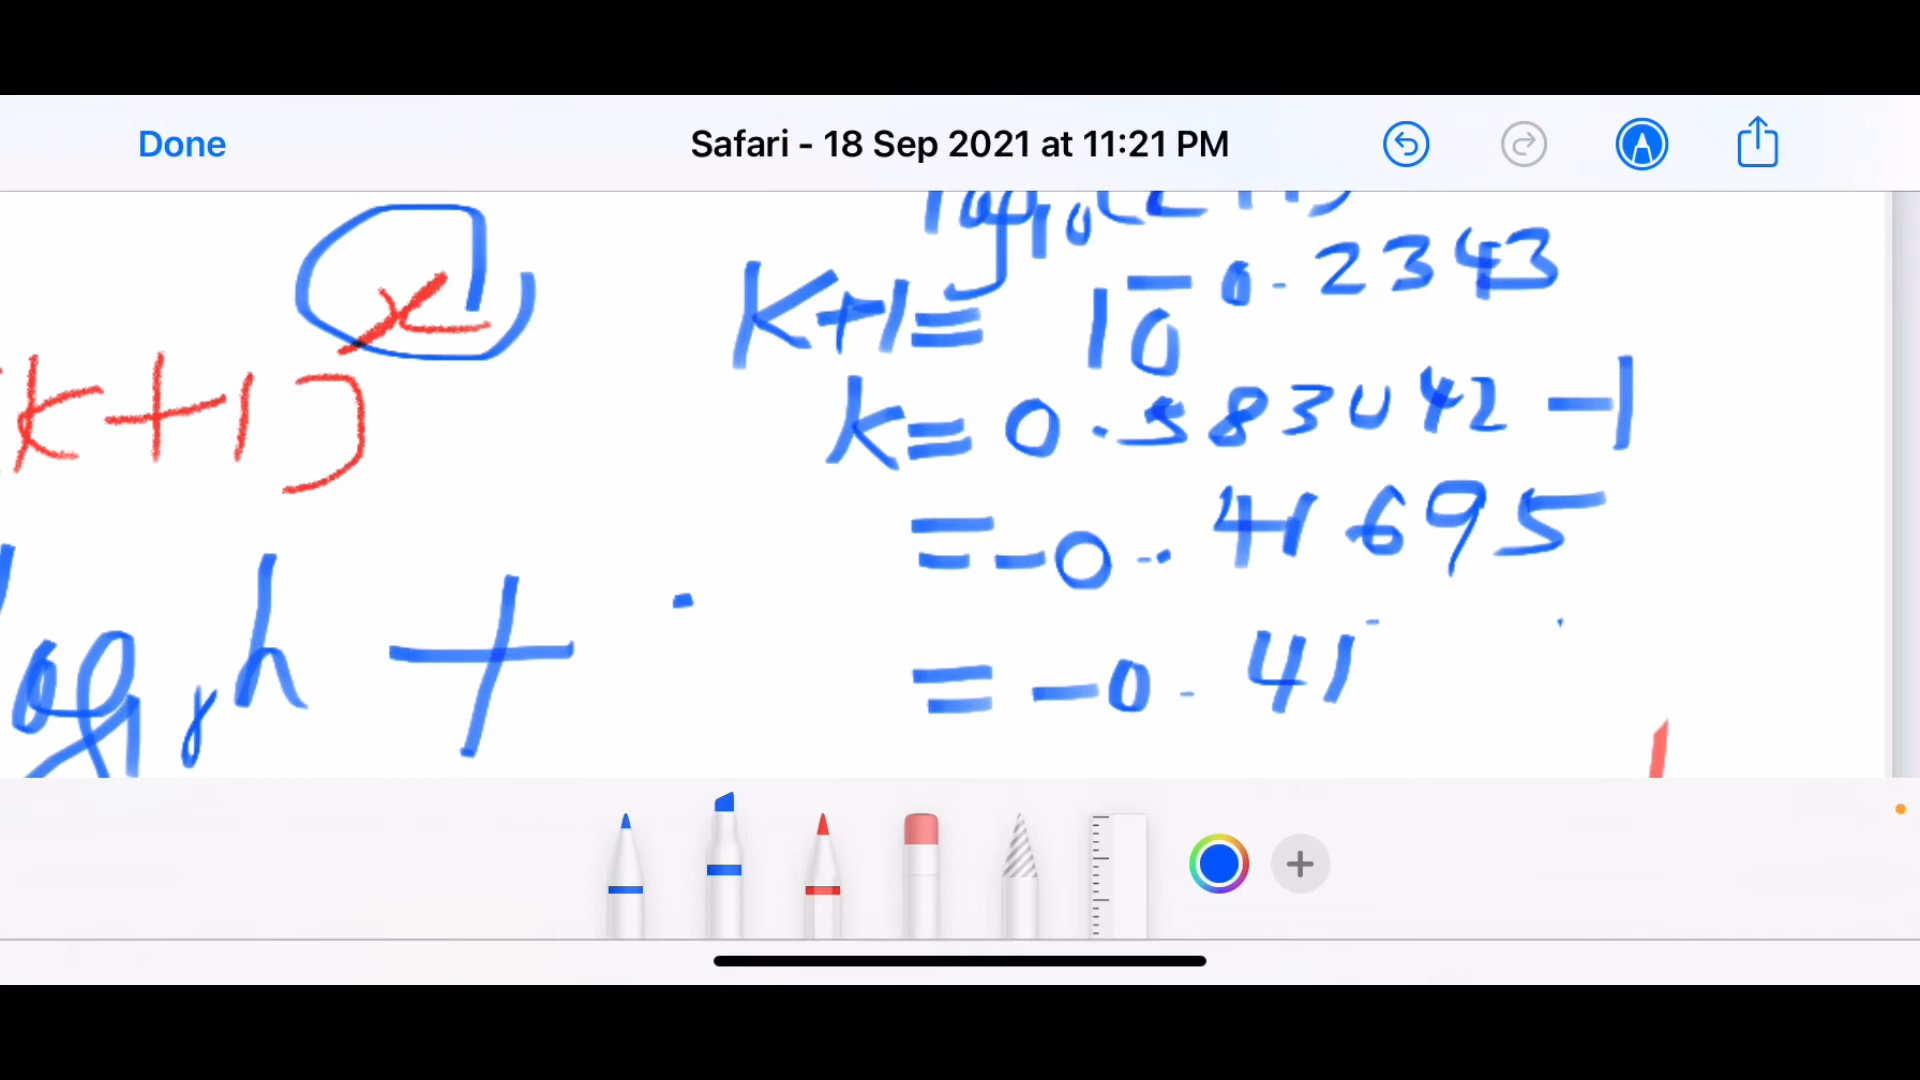 Done
Safari - 18 Sep 2021 at 11:21 PM
x
k+1)
log h +
k+1= 10 -0.2343
k= 0.583042 -1
= -0. 41695
= -0. 41